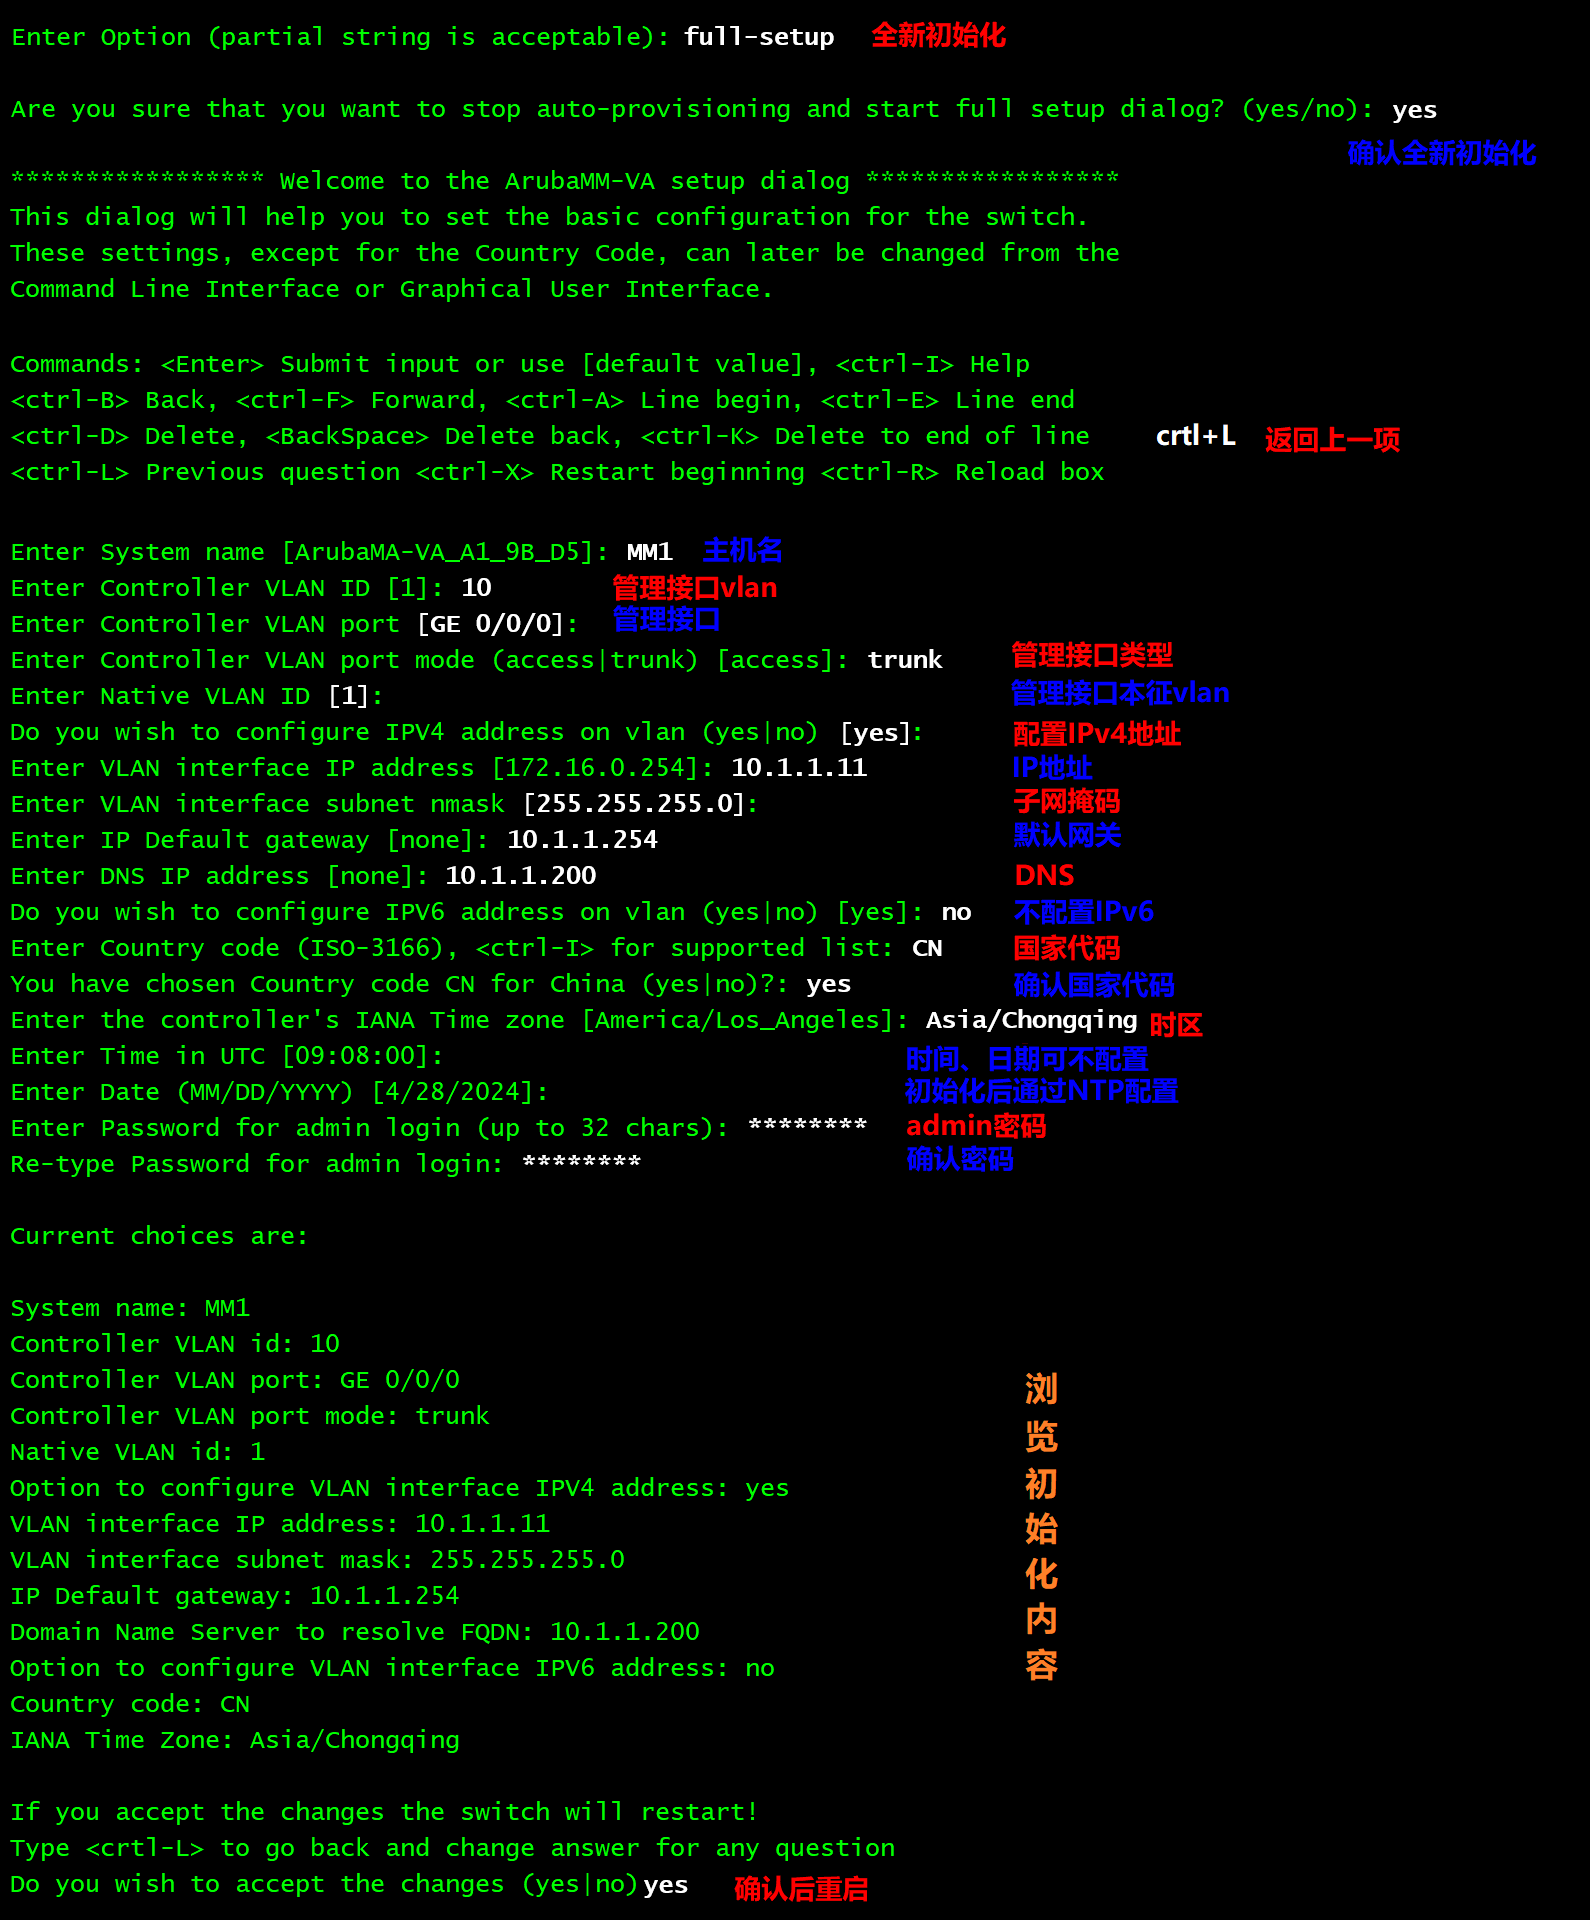 Enter Option (partial string is acceptable): full-setup 全新初始化
Are you sure that you want to stop auto-provisioning and start full setup dialog? (yes/no): yes
确认全新初始化
***************** Welcome to the ArubaMM-VA setup dialog *****************
This dialog will help you to set the basic configuration for the switch.
These settings, except for the Country Code, can later be changed from the
Command Line Interface or Graphical User Interface.
Commands: <Enter> Submit input or use [default value], <ctrl-I> Help
<ctrl-B> Back, <ctrl-F> Forward, <ctrl-A> Line begin, <ctrl-E> Line end
<ctrl-D> Delete, <BackSpace> Delete back, <ctrl-K> Delete to end of line crtl+L 返回上一项
<ctrl-L> Previous question <ctrl-X> Restart beginning <ctrl-R> Reload box
Enter System name [ArubaMA-VA_A1_9B_D5]: MM1 主机名
Enter Controller VLAN ID [1]: 10 管理接口vlan
Enter Controller VLAN port [GE 0/0/0]: 管理接口
Enter Controller VLAN port mode (access|trunk) [access]: trunk 管理接口类型
Enter Native VLAN ID [1]: 管理接口本征vlan
Do you wish to configure IPV4 address on vlan (yes|no) [yes]: 配置IPv4地址
Enter VLAN interface IP address [172.16.0.254]: 10.1.1.11 IP地址
Enter VLAN interface subnet nmask [255.255.255.0]: 子网掩码
Enter IP Default gateway [none]: 10.1.1.254 默认网关
Enter DNS IP address [none]: 10.1.1.200 DNS
Do you wish to configure IPV6 address on vlan (yes|no) [yes]: no 不配置IPv6
Enter Country code (ISO-3166), <ctrl-I> for supported list: CN 国家代码
You have chosen Country code CN for China (yes|no)?: yes 确认国家代码
Enter the controller's IANA Time zone [America/Los_Angeles]: Asia/Chongqing 时区
Enter Time in UTC [09:08:00]: 时间、日期可不配置
Enter Date (MM/DD/YYYY) [4/28/2024]: 初始化后通过NTP配置
Enter Password for admin login (up to 32 chars): ******** admin密码
Re-type Password for admin login: ******** 确认密码
Current choices are:
System name: MM1
Controller VLAN id: 10
Controller VLAN port: GE 0/0/0
Controller VLAN port mode: trunk
Native VLAN id: 1
Option to configure VLAN interface IPV4 address: yes
VLAN interface IP address: 10.1.1.11
VLAN interface subnet mask: 255.255.255.0
IP Default gateway: 10.1.1.254
Domain Name Server to resolve FQDN: 10.1.1.200
Option to configure VLAN interface IPV6 address: no
Country code: CN
IANA Time Zone: Asia/Chongqing
浏览初始化内容
If you accept the changes the switch will restart!
Type <crtl-L> to go back and change answer for any question
Do you wish to accept the changes (yes|no)yes 确认后重启